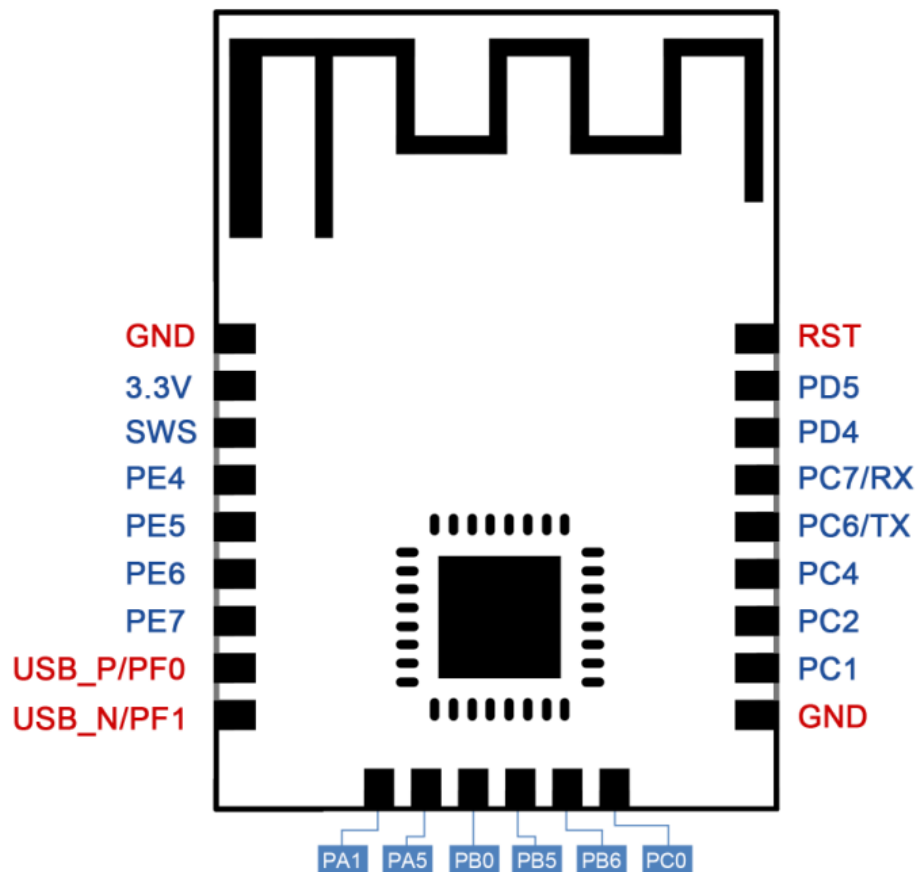 GND
3.3V
SWS
PE4
PE5
PE6
PE7
USB_P/PF0
USB_N/PF1
RST
PD5
PD4
PC7/RX
PC6/TX
PC4
PC2
PC1
GND
PA1 PA5 PB0 PB5 PB6 PC0